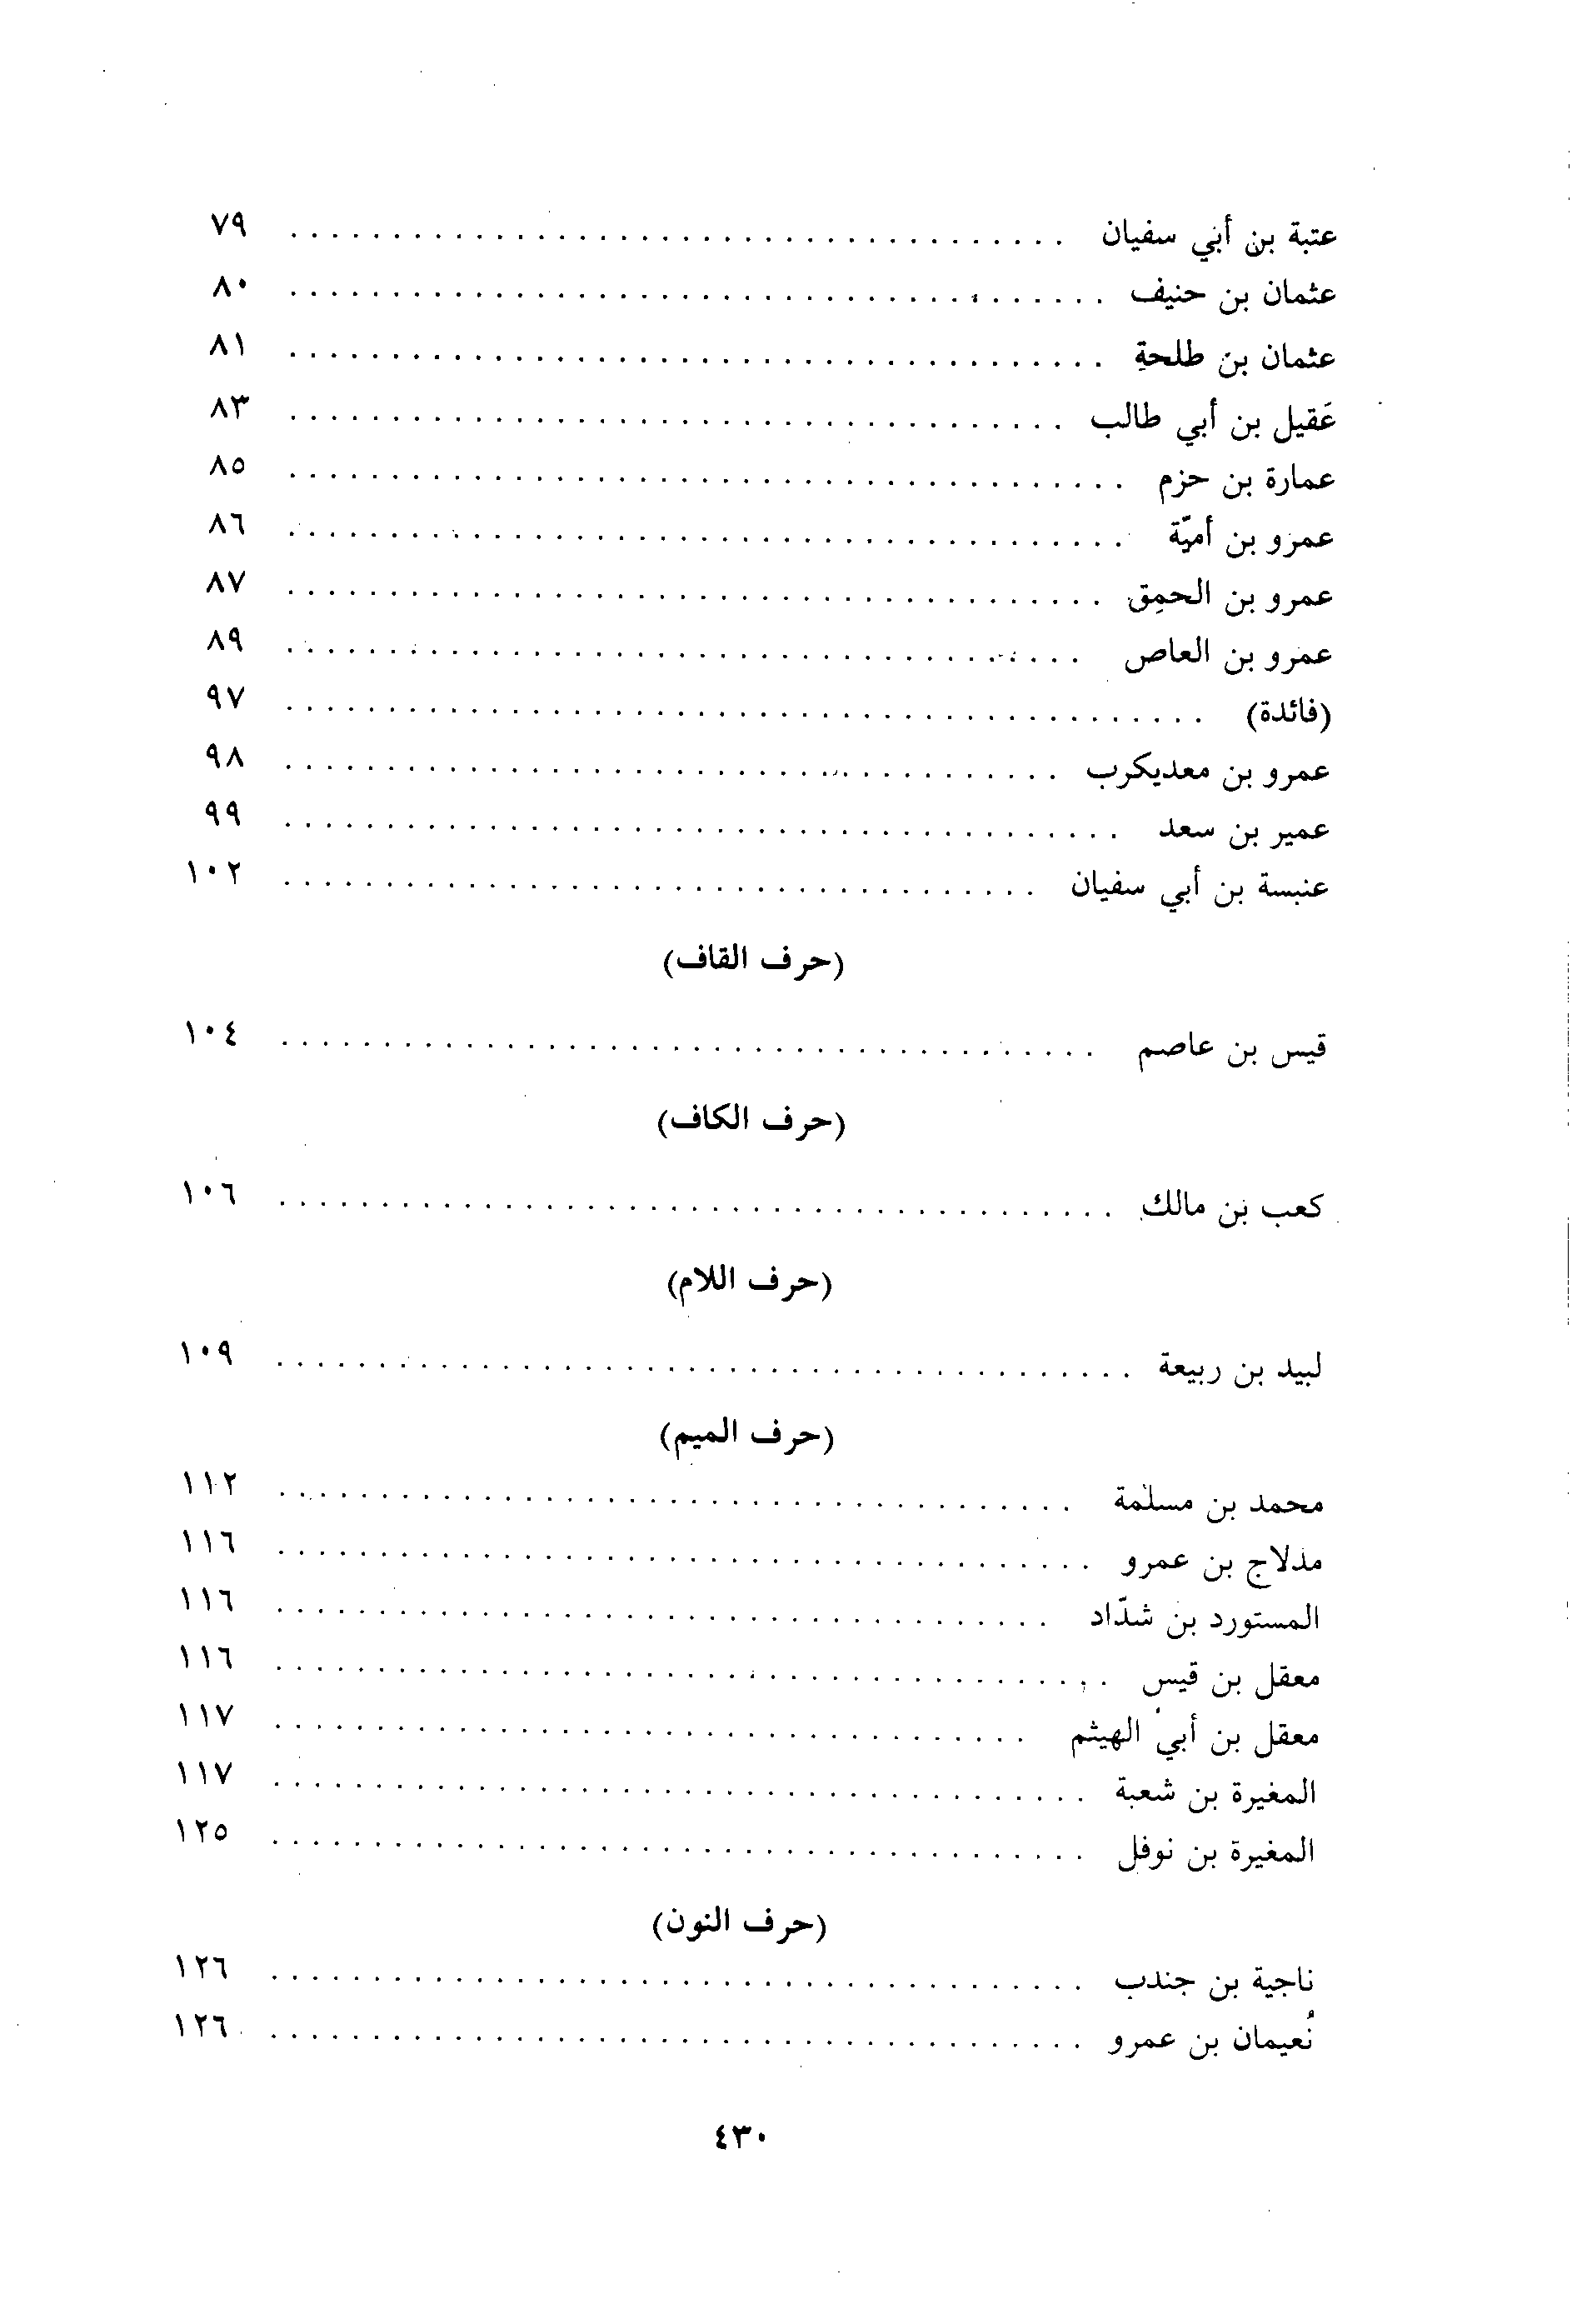 عتبة بن أبي سفيان . . . . . . . . . . . . . . . . . . . . ٧٩
عثمان بن حنيف . . . . . . . . . . . . . . . . . . . . ٨٠
عثمان بن طلحة . . . . . . . . . . . . . . . . . . . . ٨١
عَقيل بن أبي طالب . . . . . . . . . . . . . . . . . . . . ٨٣
عمارة بن حزم . . . . . . . . . . . . . . . . . . . . ٨٥
عمرو بن أميّة . . . . . . . . . . . . . . . . . . . . ٨٦
عمرو بن الحمِق . . . . . . . . . . . . . . . . . . . . ٨٧
عمرو بن العاص . . . . . . . . . . . . . . . . . . . . ٨٩
(فائدة) . . . . . . . . . . . . . . . . . . . . ٩٧
عمرو بن معديكرب . . . . . . . . . . . . . . . . . . . . ٩٨
عمير بن سعد . . . . . . . . . . . . . . . . . . . . ٩٩
عنبسة بن أبي سفيان . . . . . . . . . . . . . . . . . . . . ١٠٢
(حرف القاف)
قيس بن عاصم . . . . . . . . . . . . . . . . . . . . ١٠٤
(حرف الكاف)
كعب بن مالك . . . . . . . . . . . . . . . . . . . . ١٠٦
(حرف اللام)
لبيد بن ربيعة . . . . . . . . . . . . . . . . . . . . ١٠٩
(حرف الميم)
محمد بن مسلمة . . . . . . . . . . . . . . . . . . . . ١١٢
مدلاج بن عمرو . . . . . . . . . . . . . . . . . . . . ١١٦
المستورد بن شدّاد . . . . . . . . . . . . . . . . . . . . ١١٦
معقل بن قيس . . . . . . . . . . . . . . . . . . . . ١١٦
معقل بن أبي الهيثم . . . . . . . . . . . . . . . . . . . . ١١٧
المغيرة بن شعبة . . . . . . . . . . . . . . . . . . . . ١١٧
المغيرة بن نوفل . . . . . . . . . . . . . . . . . . . . ١٢٥
(حرف النون)
ناجية بن جندب . . . . . . . . . . . . . . . . . . . . ١٢٦
نُعيمان بن عمرو . . . . . . . . . . . . . . . . . . . . ١٢٦
٤٣٠